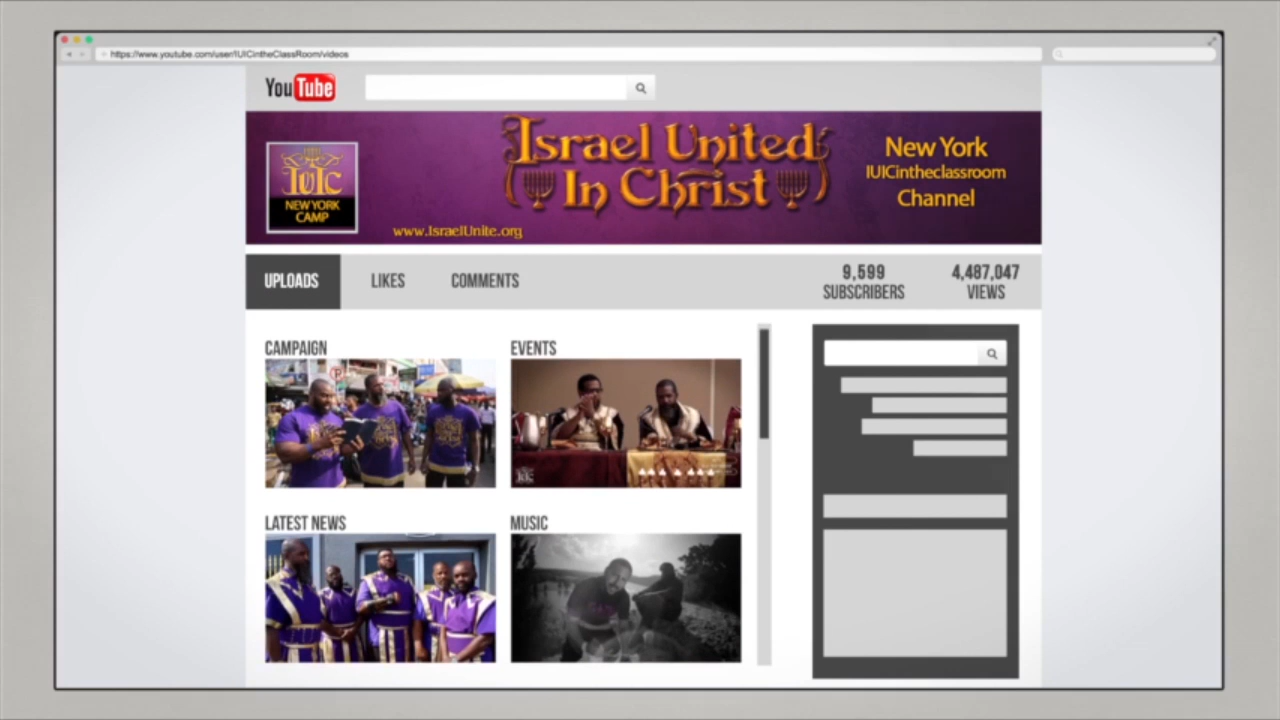 https://www.youtube.com/user/IUICintheClassRoom/videos
YouTube
Israel United
In Christ
IUIC
NEW YORK
CAMP
www.IsraelUnite.org
New York
IUICintheclassroom
Channel
UPLOADS
LIKES
COMMENTS
9,599
SUBSCRIBERS
4,487,047
VIEWS
CAMPAIGN
EVENTS
IUIC
LATEST NEWS
MUSIC